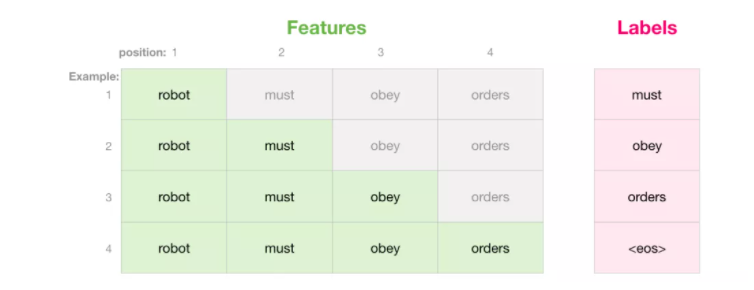 Features Labels
position: 1 2 3 4
Example:
1 robot must obey orders must
2 robot must obey orders obey
3 robot must obey orders orders
4 robot must obey orders <eos>